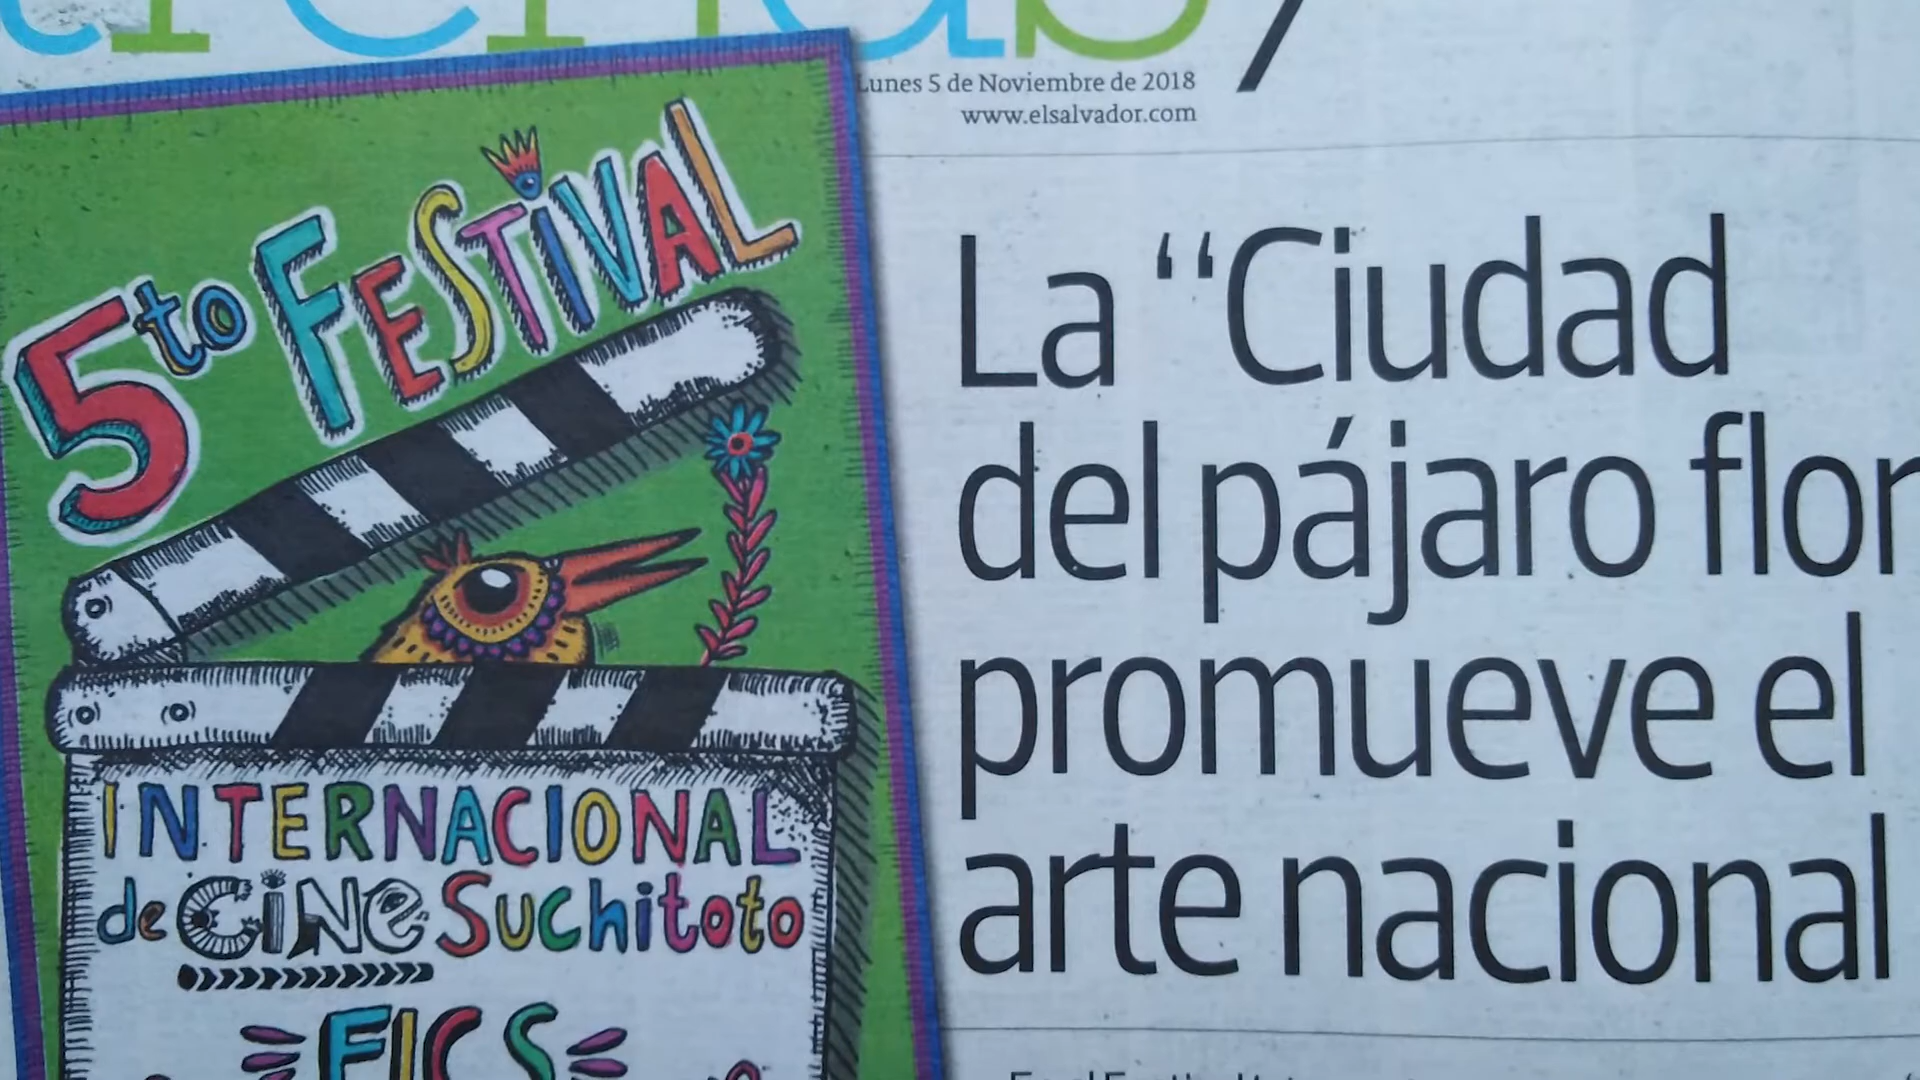 Lunes 5 de Noviembre de 2018
www.elsalvador.com
5to FESTIVAL
INTERNACIONAL
de CINE SUCHITOTO
FICS
La “Ciudad
del pájaro flor
promueve el
arte nacional